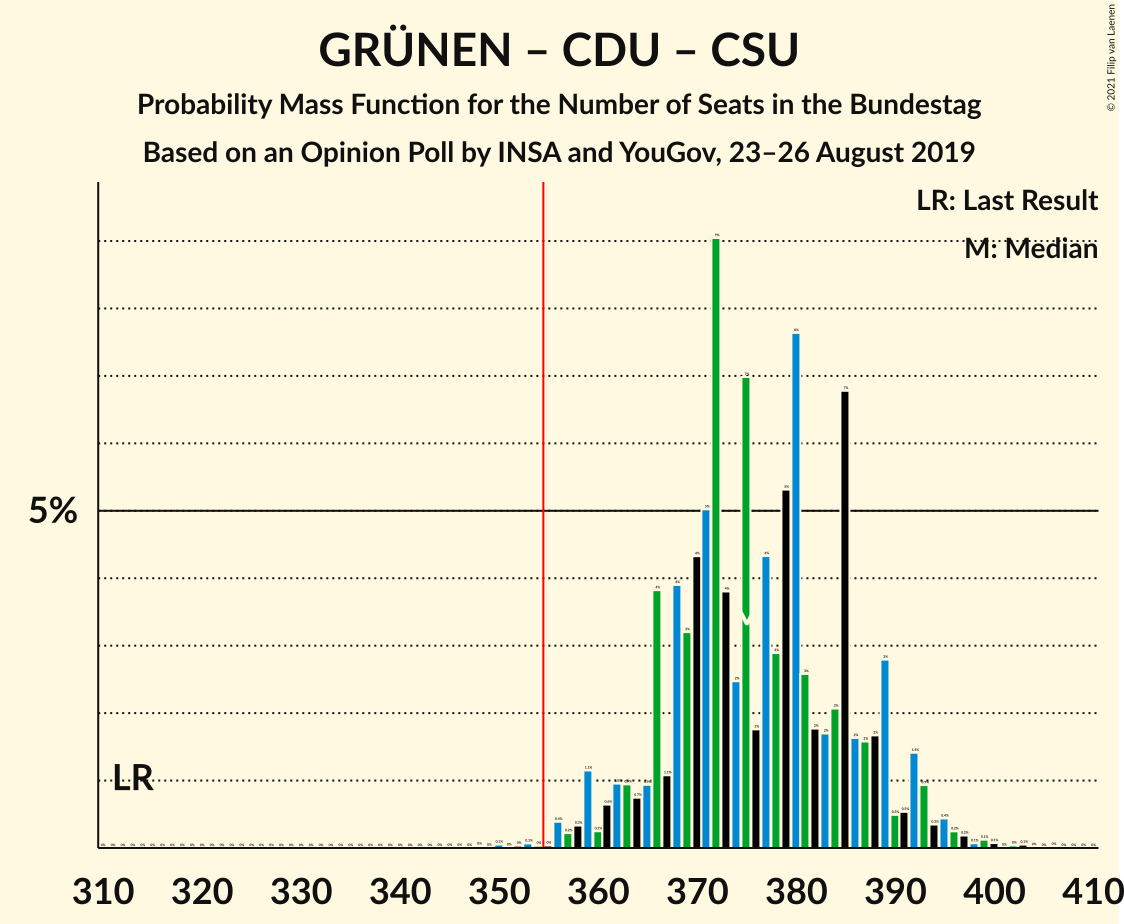 GRÜNEN – CDU – CSU
Probability Mass Function for the Number of Seats in the Bundestag
Based on an Opinion Poll by INSA and YouGov, 23–26 August 2019
© 2021 Filip van Laenen
LR: Last Result
M: Median
5%
LR
M
310 320 330 340 350 360 370 380 390 400 410